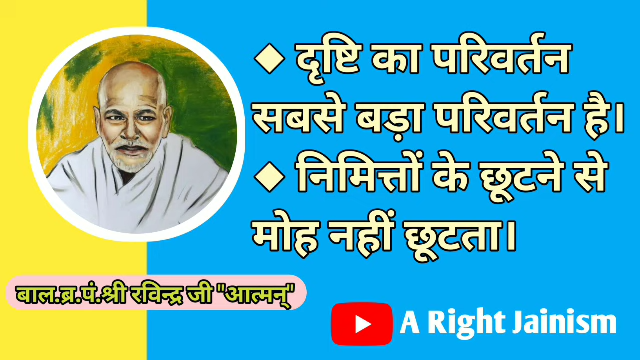 ◆ दृष्टि का परिवर्तन
सबसे बड़ा परिवर्तन है।
◆ निमित्तों के छूटने से
मोह नहीं छूटता।
बाल.ब्र.पं.श्री रविन्द्र जी "आत्मन्"
A Right Jainism